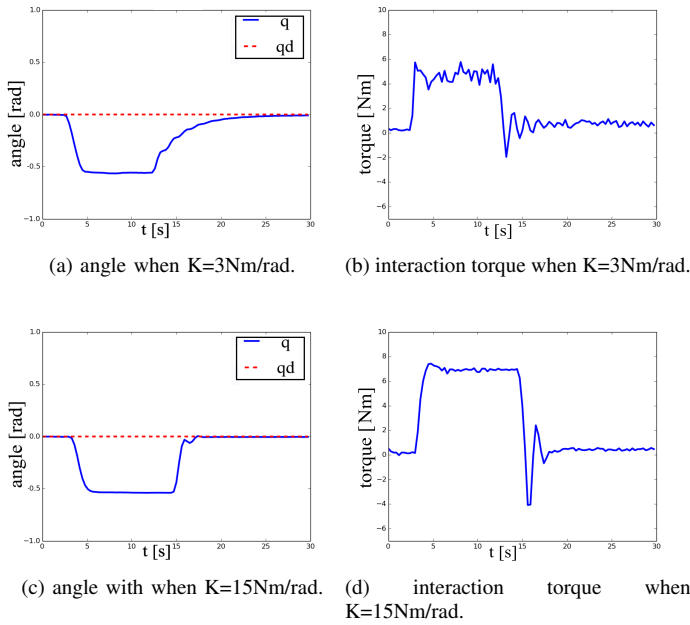 1.0
0.5
0.0
-0.5
-1.0
angle [rad]
q
qd
0 5 10 15 20 25 30
t [s]
(a) angle when K=3Nm/rad.
10
8
6
4
2
0
-2
-4
-6
torque [ Nm]
0 5 10 15 20 25 30
t [s]
(b) interaction torque when K=3Nm/rad.
1.0
0.5
0.0
-0.5
-1.0
angle [rad]
q
qd
0 5 10 15 20 25 30
t [s]
(c) angle with when K=15Nm/rad.
10
8
6
4
2
0
-2
-4
-6
torque [ Nm]
0 5 10 15 20 25 30
t [s]
(d) interaction torque when
K=15Nm/rad.